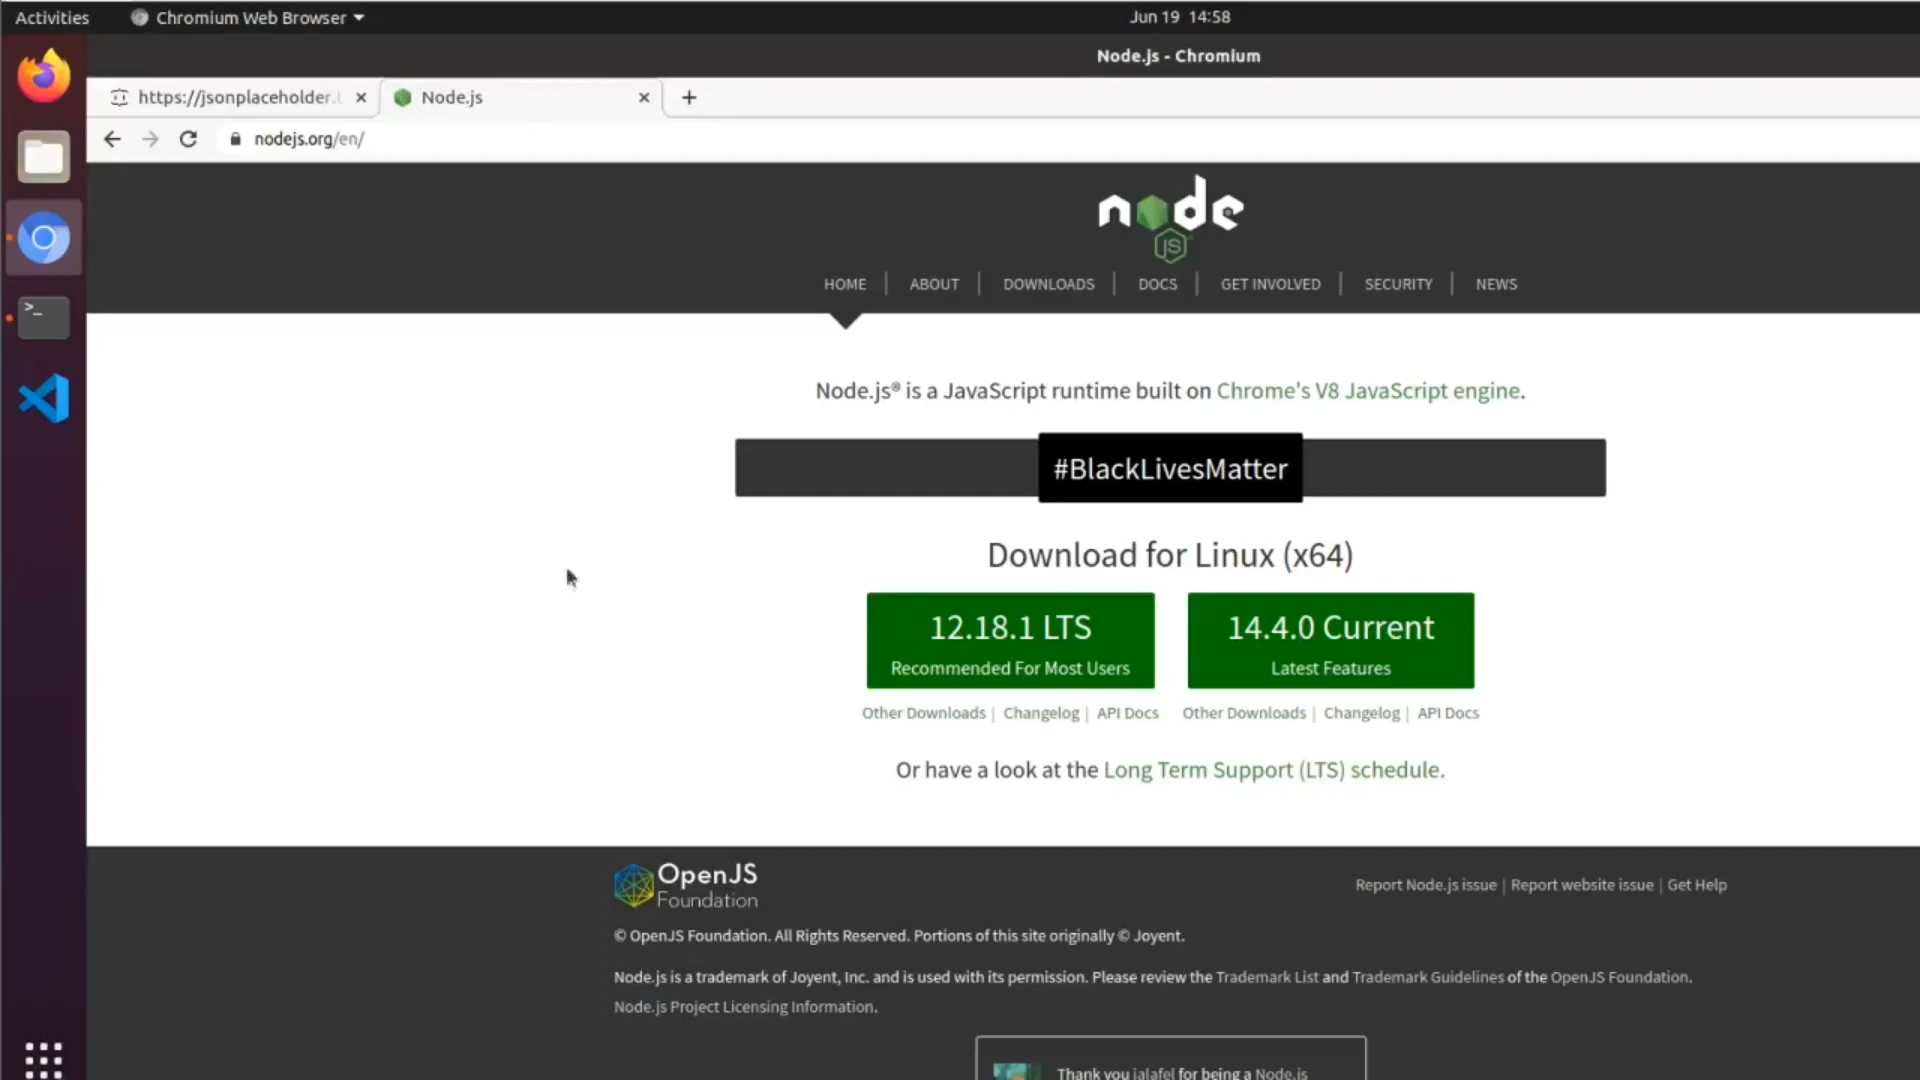 Activities
Chromium Web Browser
Jun 19 14:58
Node.js - Chromium
https://jsonplaceholder.t
Node.js
nodejs.org/en/
node
JS
HOME | ABOUT | DOWNLOADS | DOCS | GET INVOLVED | SECURITY | NEWS
Node.js® is a JavaScript runtime built on Chrome's V8 JavaScript engine.
#BlackLivesMatter
Download for Linux (x64)
12.18.1 LTS
Recommended For Most Users
14.4.0 Current
Latest Features
Other Downloads | Changelog | API Docs
Other Downloads | Changelog | API Docs
Or have a look at the Long Term Support (LTS) schedule.
OpenJS
Foundation
Report Node.js issue | Report website issue | Get Help
© OpenJS Foundation. All Rights Reserved. Portions of this site originally © Joyent.
Node.js is a trademark of Joyent, Inc. and is used with its permission. Please review the Trademark List and Trademark Guidelines of the OpenJS Foundation.
Node.js Project Licensing Information.
Thank you jalafel for being a Node.js